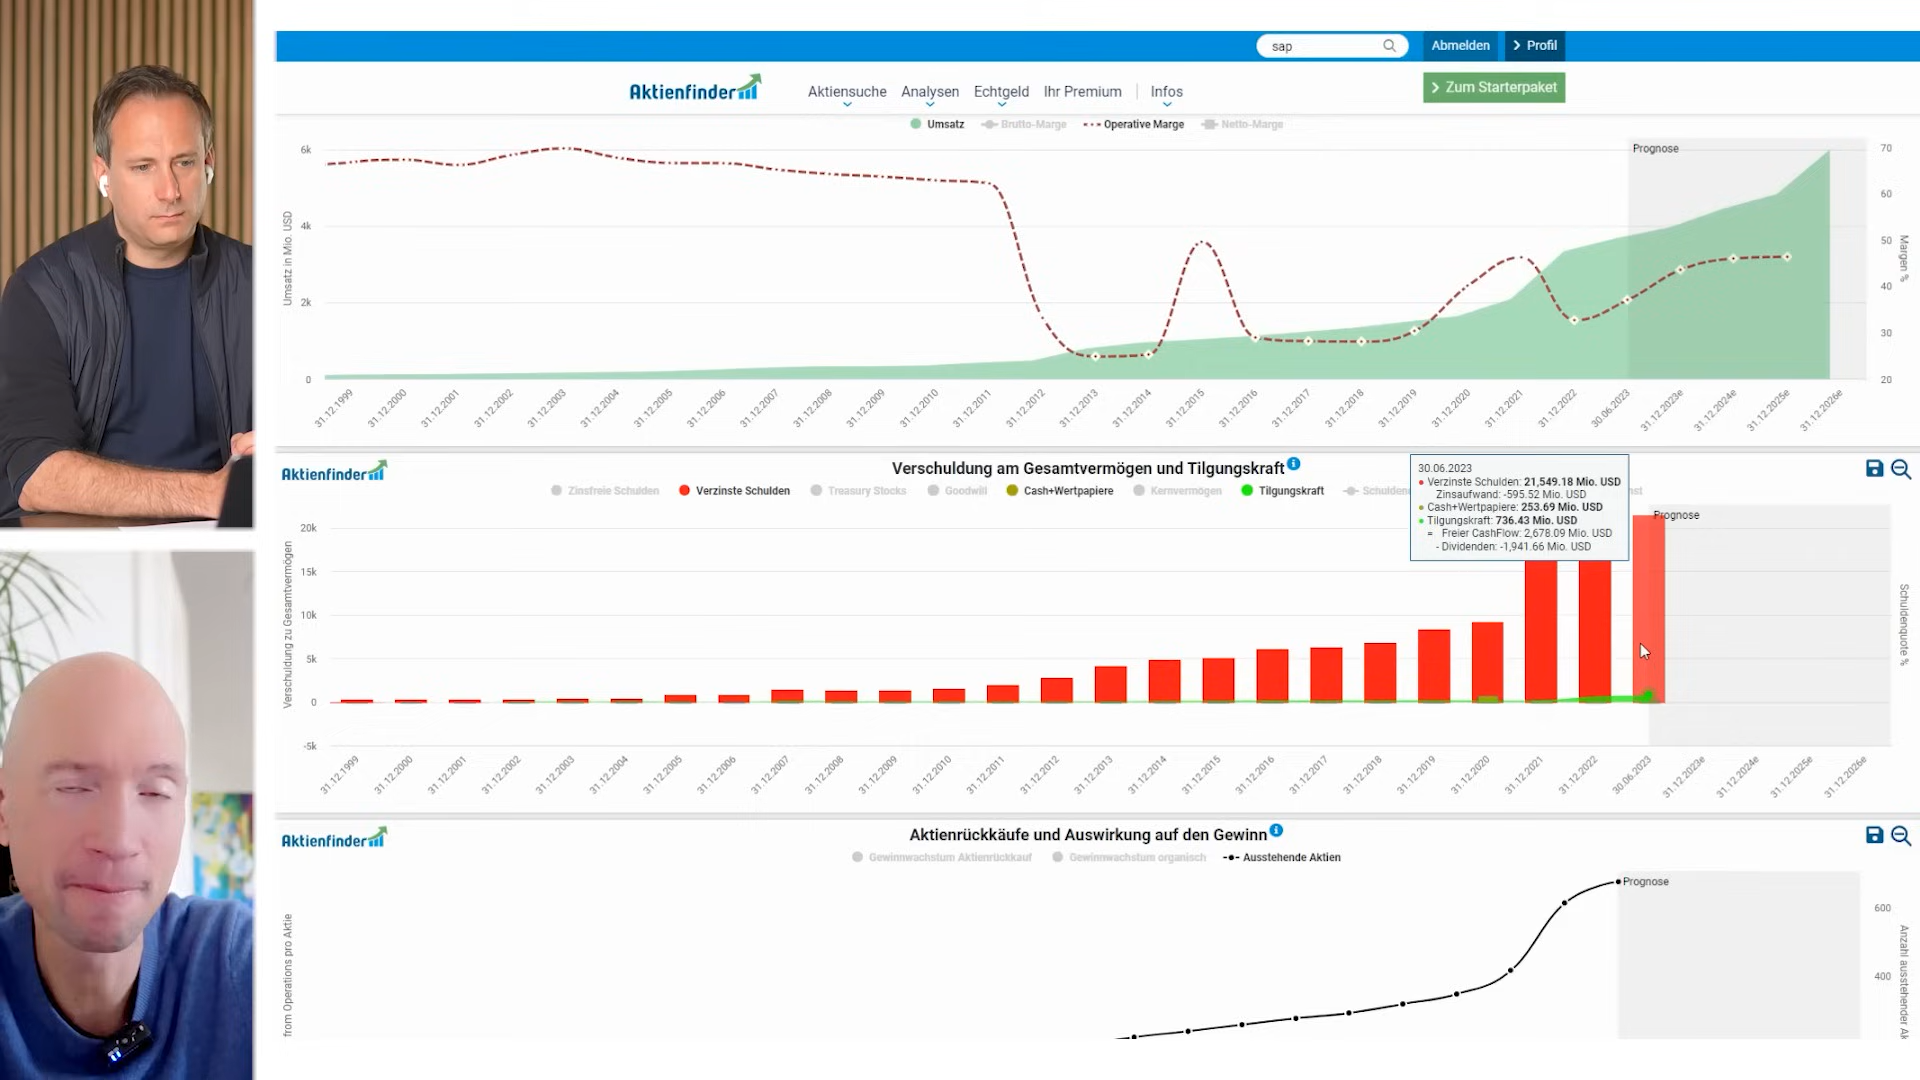 sap
Abmelden
Profil
Aktienfinder
Aktiensuche
Analysen
Echtgeld
Ihr Premium
Infos
Zum Starterpaket
Umsatz
Brutto-Marge
Operative Marge
Netto-Marge
Umsatz in Mio. USD
6k
4k
2k
0
Prognose
70
60
50
40
30
20
Margen %
31.12.1999
31.12.2000
31.12.2001
31.12.2002
31.12.2003
31.12.2004
31.12.2005
31.12.2006
31.12.2007
31.12.2008
31.12.2009
31.12.2010
31.12.2011
31.12.2012
31.12.2013
31.12.2014
31.12.2015
31.12.2016
31.12.2017
31.12.2018
31.12.2019
31.12.2020
31.12.2021
31.12.2022
30.06.2023
31.12.2023e
31.12.2024e
31.12.2025e
31.12.2026e
Aktienfinder
Verschuldung am Gesamtvermögen und Tilgungskraft
Zinsfreie Schulden
Verzinste Schulden
Treasury Stocks
Goodwill
Cash+Wertpapiere
Kernvermögen
Tilgungskraft
30.06.2023
Verzinste Schulden: 21,549.18 Mio. USD
Zinsaufwand: -595.52 Mio. USD
Cash+Wertpapiere: 253.69 Mio. USD
Tilgungskraft: 736.43 Mio. USD
= Freier CashFlow: 2,678.09 Mio. USD
- Dividenden: -1,941.66 Mio. USD
Verschuldung zu Gesamtvermögen
20k
15k
10k
5k
0
-5k
Prognose
Schuldenquote %
31.12.1999
31.12.2000
31.12.2001
31.12.2002
31.12.2003
31.12.2004
31.12.2005
31.12.2006
31.12.2007
31.12.2008
31.12.2009
31.12.2010
31.12.2011
31.12.2012
31.12.2013
31.12.2014
31.12.2015
31.12.2016
31.12.2017
31.12.2018
31.12.2019
31.12.2020
31.12.2021
31.12.2022
30.06.2023
31.12.2023e
31.12.2024e
31.12.2025e
31.12.2026e
Aktienfinder
Aktienrückkäufe und Auswirkung auf den Gewinn
Gewinnwachstum Aktienrückkauf
Gewinnwachstum organisch
Ausstehende Aktien
from Operations pro Aktie
Prognose
600
400
Anzahl ausstehender